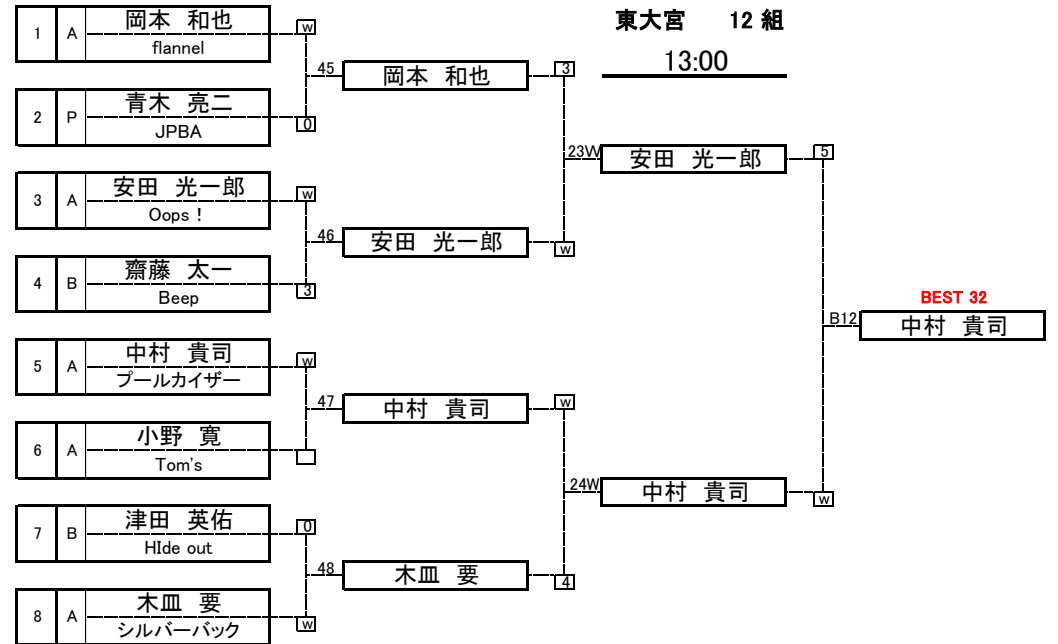 東大宮 12 組
13:00
1 A 岡本 和也 w
flannel
45 岡本 和也 3
2 P 青木 亮二 0
JPBA
23W 安田 光一郎 5
3 A 安田 光一郎 w
Oops !
46 安田 光一郎 w
4 B 齋藤 太一 3
Beep
BEST 32
B12 中村 貴司
5 A 中村 貴司 w
プールカイザー
47 中村 貴司 w
6 A 小野 寛
Tom's
24W 中村 貴司 w
7 B 津田 英佑 0
HIde out
48 木皿 要 4
8 A 木皿 要 w
シルバーバック